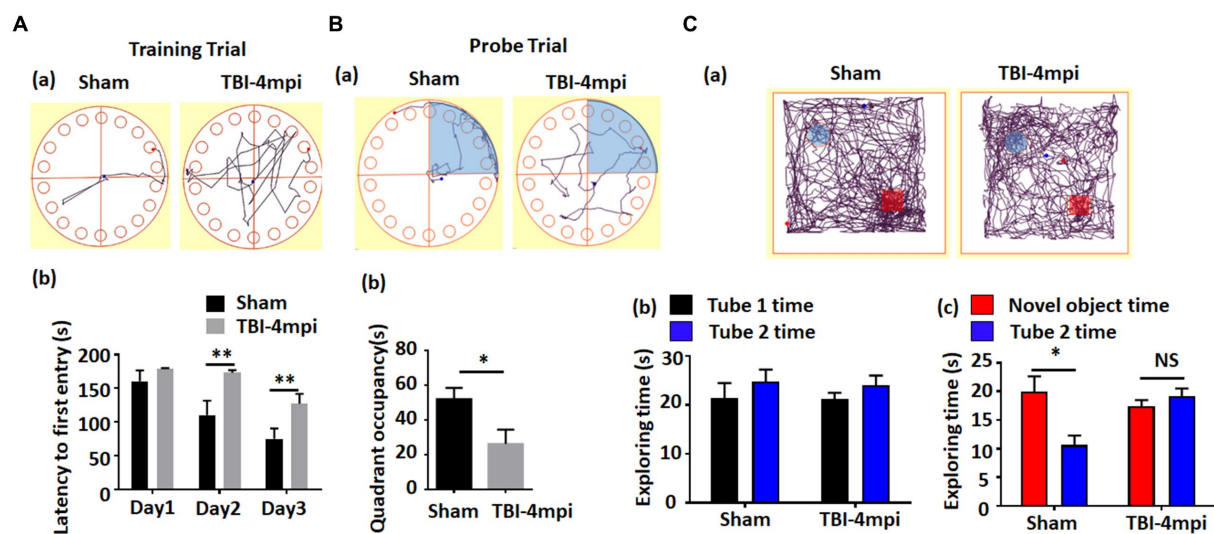 A
B
C
Training Trial
Probe Trial
(a)
Sham
TBI-4mpi
(a)
Sham
TBI-4mpi
(a)
Sham
TBI-4mpi
(b)
Sham
TBI-4mpi
Latency to first entry (s)
200
150
100
50
0
**
**
Day1
Day2
Day3
(b)
Quadrant occupancy(s)
80
60
40
20
0
*
Sham
TBI-4mpi
(b)
Tube 1 time
Tube 2 time
Exploring time (s)
30
20
10
0
Sham
TBI-4mpi
(c)
Novel object time
Tube 2 time
Exploring time (s)
25
20
15
10
5
0
*
NS
Sham
TBI-4mpi